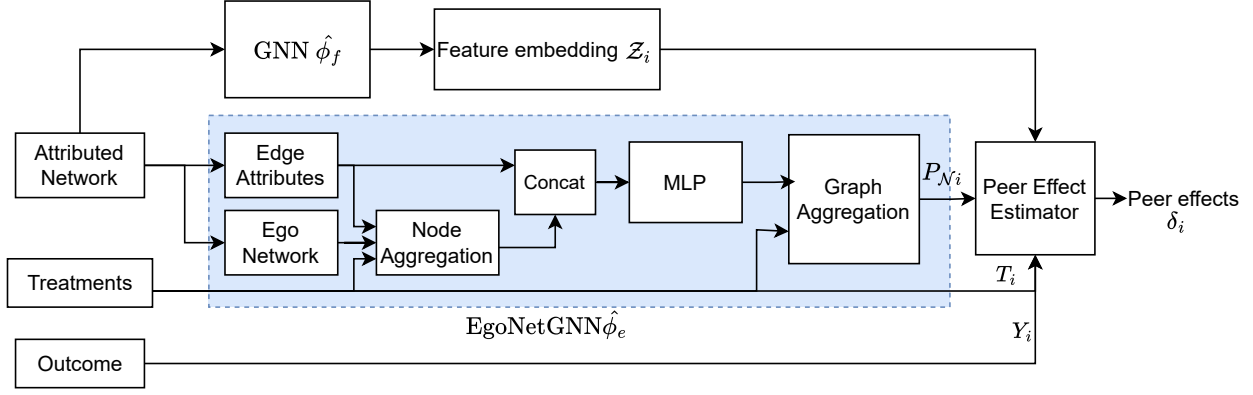 GNN $\hat{\phi}_f$
Feature embedding $\mathcal{Z}_i$
Attributed
Network
Edge
Attributes
Ego
Network
Node
Aggregation
Concat
MLP
Graph
Aggregation
$P_{\mathcal{N}i}$
Peer Effect
Estimator
Peer effects
$\delta_i$
Treatments
$T_i$
EgoNetGNN$\hat{\phi}_e$
$Y_i$
Outcome